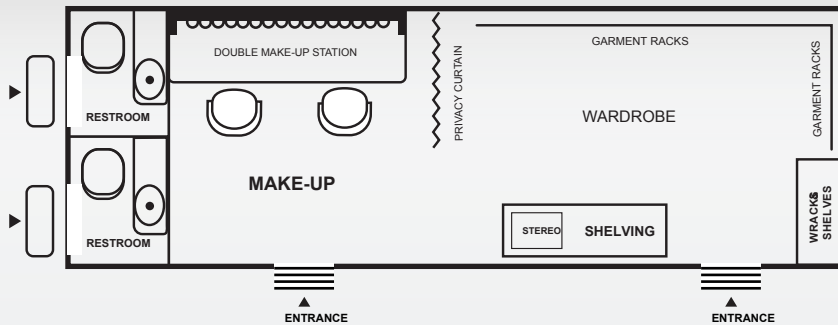 DOUBLE MAKE-UP STATION
GARMENT RACKS
PRIVACY CURTAIN
GARMENT RACKS
RESTROOM
WARDROBE
MAKE-UP
RESTROOM
STEREO
SHELVING
WRACKS
& SHELVES
ENTRANCE
ENTRANCE